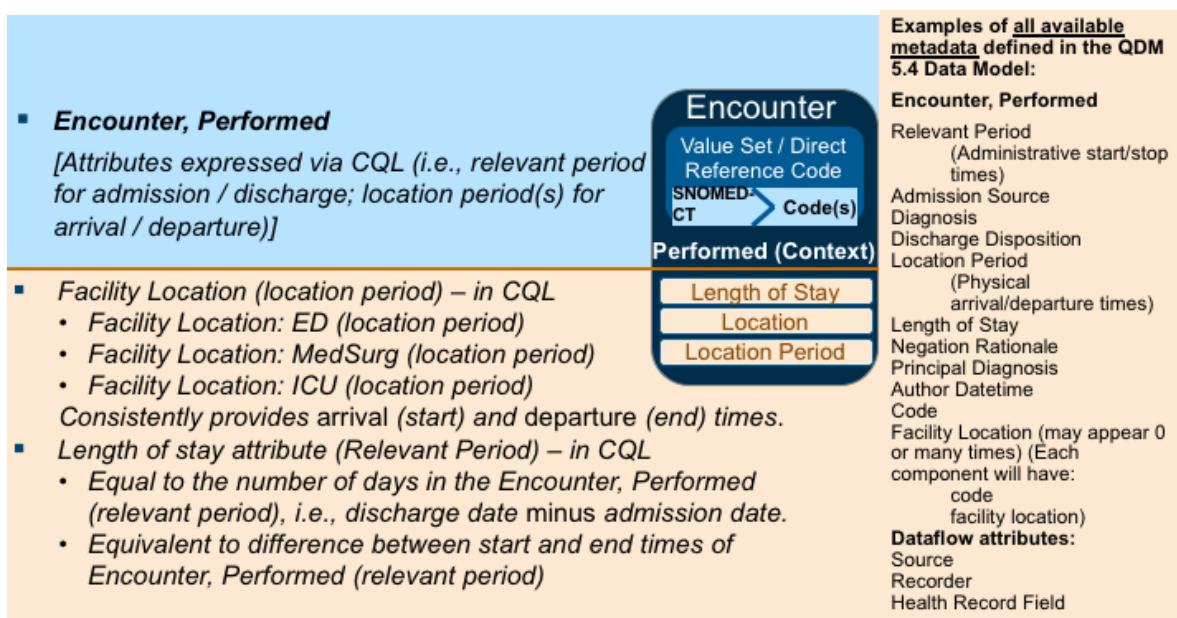 ▪ Encounter, Performed
[Attributes expressed via CQL (i.e., relevant period
for admission / discharge; location period(s) for
arrival / departure)]
▪ Facility Location (location period) – in CQL
• Facility Location: ED (location period)
• Facility Location: MedSurg (location period)
• Facility Location: ICU (location period)
Consistently provides arrival (start) and departure (end) times.
▪ Length of stay attribute (Relevant Period) – in CQL
• Equal to the number of days in the Encounter, Performed
(relevant period), i.e., discharge date minus admission date.
• Equivalent to difference between start and end times of
Encounter, Performed (relevant period)
Encounter
Value Set / Direct
Reference Code
SNOMED-
CT
Code(s)
Performed (Context)
Length of Stay
Location
Location Period
Examples of all available
metadata defined in the QDM
5.4 Data Model:
Encounter, Performed
Relevant Period
(Administrative start/stop
times)
Admission Source
Diagnosis
Discharge Disposition
Location Period
(Physical
arrival/departure times)
Length of Stay
Negation Rationale
Principal Diagnosis
Author Datetime
Code
Facility Location (may appear 0
or many times) (Each
component will have:
code
facility location)
Dataflow attributes:
Source
Recorder
Health Record Field